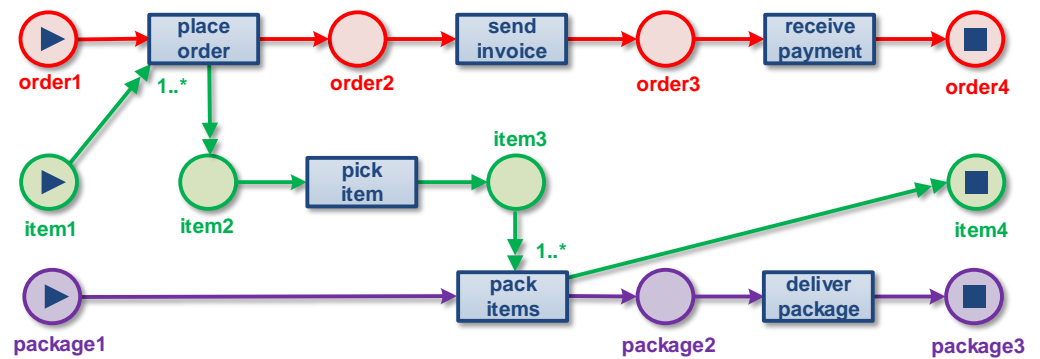 place
order
send
invoice
receive
payment
order1
1..*
order2
order3
order4
item3
pick
item
item1
item2
item4
1..*
pack
items
deliver
package
package1
package2
package3